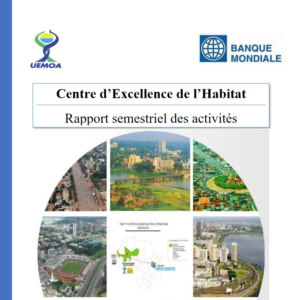 UEMOA
BANQUE
MONDIALE
Centre d'Excellence de l'Habitat
Rapport semestriel des activités